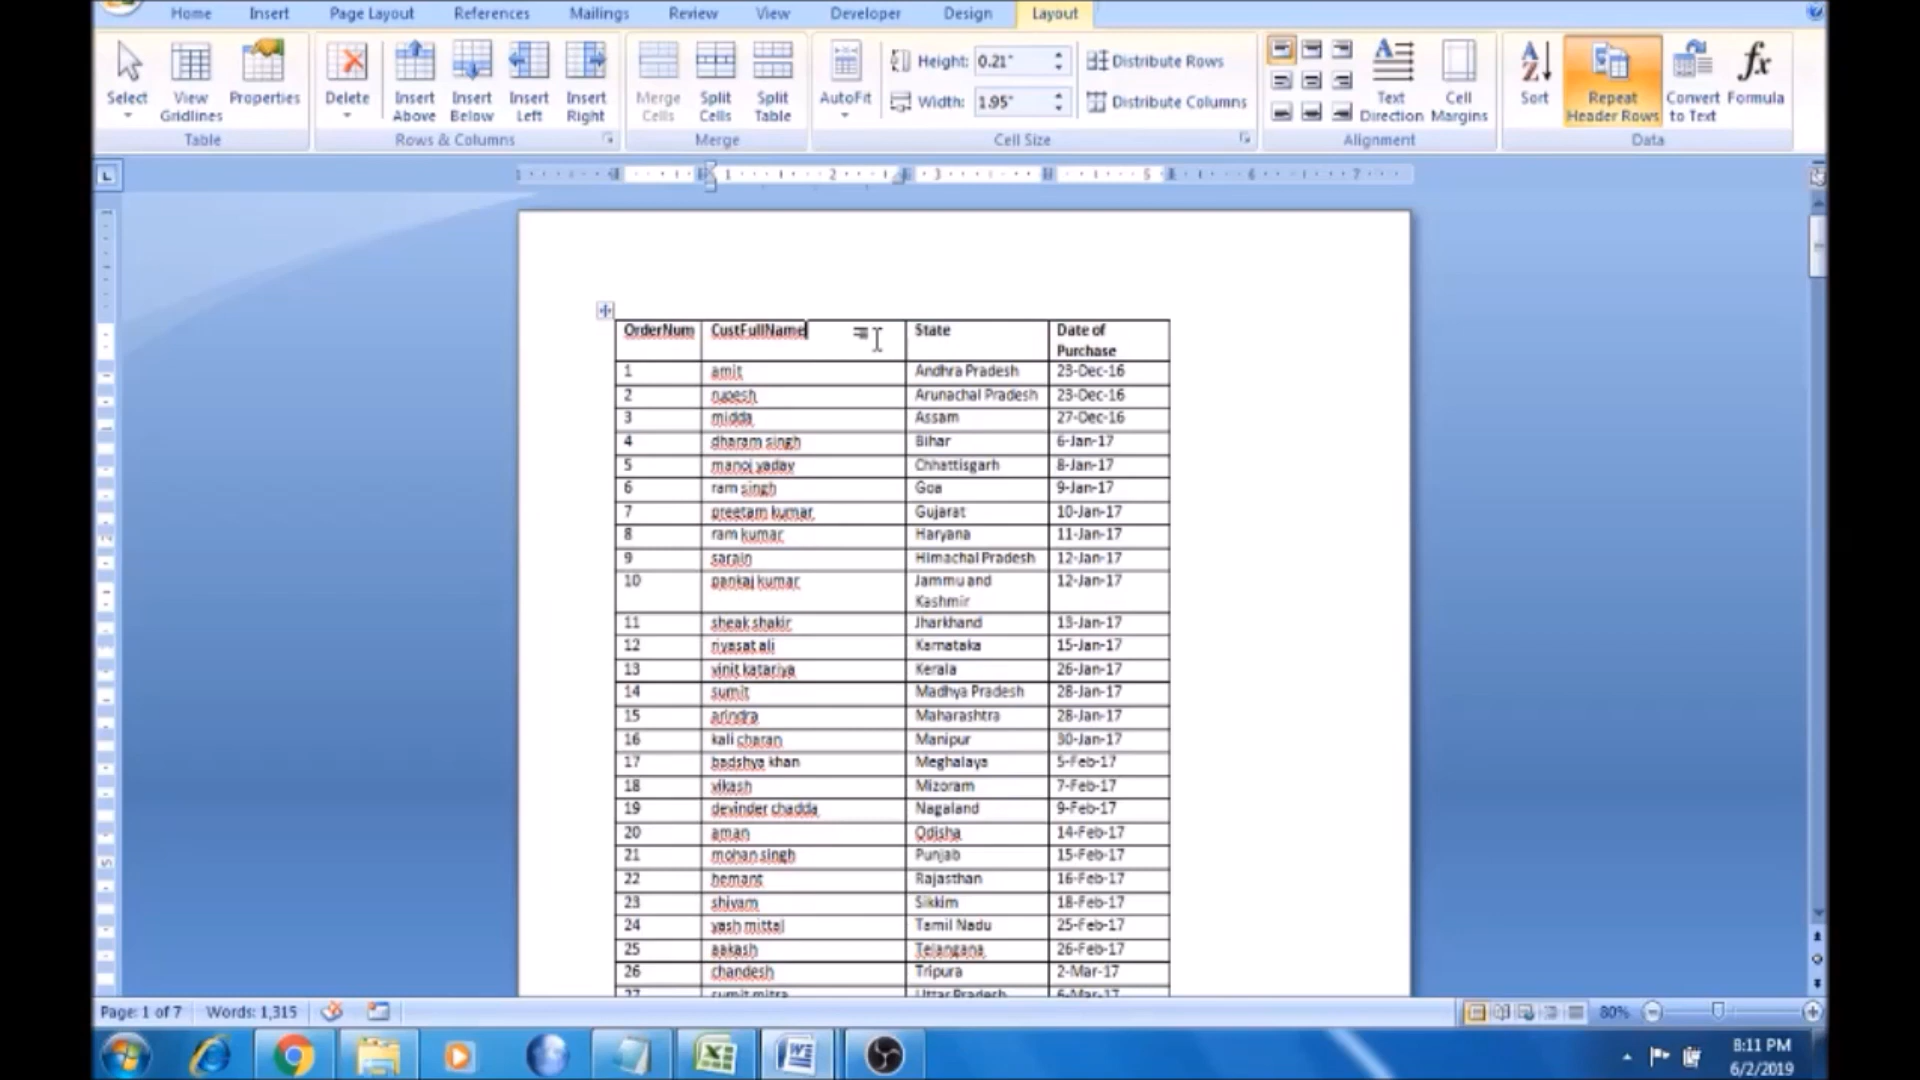 Home Insert Page Layout References Mailings Review View Developer Design Layout
Select View Gridlines Properties Delete Insert Above Insert Below Insert Left Insert Right Merge Cells Split Cells Split Table AutoFit Height: 0.21" Width: 1.95" Distribute Rows Distribute Columns Text Direction Cell Margins Sort Repeat Header Rows Convert to Text Formula
Table Rows & Columns Merge Cell Size Alignment Data
OrderNum CustFullName State Date of Purchase
1 amit Andhra Pradesh 23-Dec-16
2 rupesh Arunachal Pradesh 23-Dec-16
3 midda Assam 27-Dec-16
4 dharam singh Bihar 6-Jan-17
5 manoj yadav Chhattisgarh 8-Jan-17
6 ram singh Goa 9-Jan-17
7 preetam kumar Gujarat 10-Jan-17
8 ram kumar Haryana 11-Jan-17
9 sarain Himachal Pradesh 12-Jan-17
10 pankaj kumar Jammu and Kashmir 12-Jan-17
11 sheak shakir Jharkhand 13-Jan-17
12 riyasat ali Karnataka 15-Jan-17
13 vinit katariya Kerala 26-Jan-17
14 sumit Madhya Pradesh 28-Jan-17
15 arindra Maharashtra 28-Jan-17
16 kali charan Manipur 30-Jan-17
17 badshya khan Meghalaya 5-Feb-17
18 vikash Mizoram 7-Feb-17
19 devinder chadda Nagaland 9-Feb-17
20 aman Odisha 14-Feb-17
21 mohan singh Punjab 15-Feb-17
22 hemant Rajasthan 16-Feb-17
23 shivam Sikkim 18-Feb-17
24 yash mittal Tamil Nadu 25-Feb-17
25 aakash Telangana 26-Feb-17
26 chandesh Tripura 2-Mar-17
27 sumit mitra Uttar Pradesh 6-Mar-17
Page: 1 of 7 Words: 1,315 80%
8:11 PM
6/2/2019